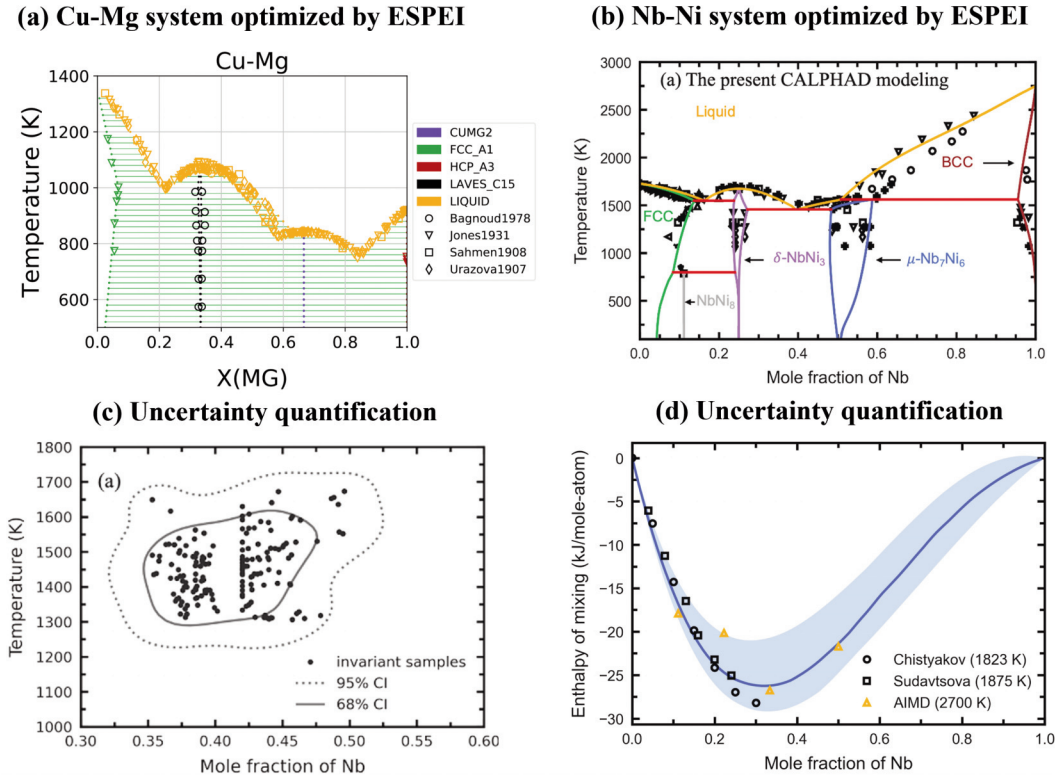 (a) Cu-Mg system optimized by ESPEI
Cu-Mg
1400
1200
1000
800
600
Temperature (K)
0.0 0.2 0.4 0.6 0.8 1.0
X(MG)
CUMG2
FCC_A1
HCP_A3
LAVES_C15
LIQUID
Bagnoud1978
Jones1931
Sahmen1908
Urazova1907
(b) Nb-Ni system optimized by ESPEI
(a) The present CALPHAD modeling
3000
2750
2500
2250
2000
1750
1500
1250
1000
750
500
Temperature (K)
Liquid
BCC
FCC
δ-NbNi3
μ-Nb7Ni6
NbNi8
0.0 0.2 0.4 0.6 0.8 1.0
Mole fraction of Nb
(c) Uncertainty quantification
(a)
1800
1700
1600
1500
1400
1300
1200
1100
1000
Temperature (K)
invariant samples
95% CI
68% CI
0.30 0.35 0.40 0.45 0.50 0.55 0.60
Mole fraction of Nb
(d) Uncertainty quantification
0
−5
−10
−15
−20
−25
−30
Enthalpy of mixing (kJ/mole-atom)
Chistyakov (1823 K)
Sudavtsova (1875 K)
AIMD (2700 K)
0.0 0.2 0.4 0.6 0.8 1.0
Mole fraction of Nb